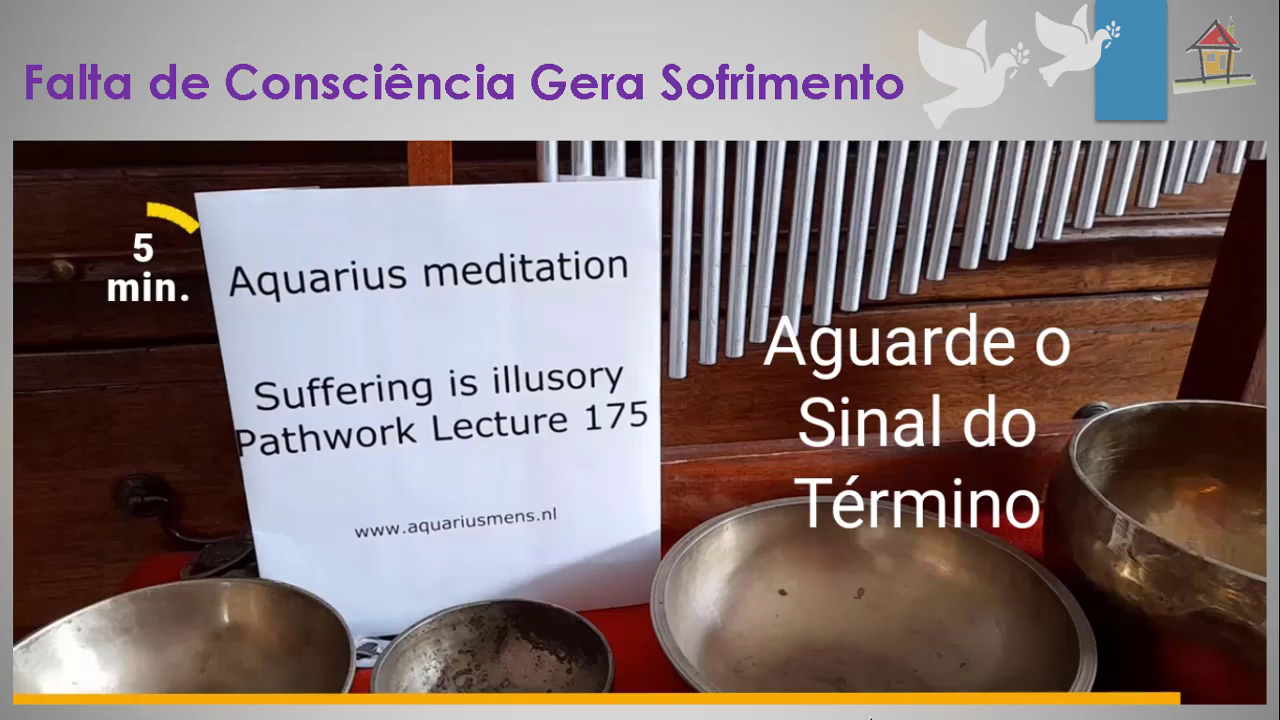 Falta de Consciência Gera Sofrimento
5
min.
Aquarius meditation
Suffering is illusory
Pathwork Lecture 175
www.aquariusmens.nl
Aguarde o
Sinal do
Término